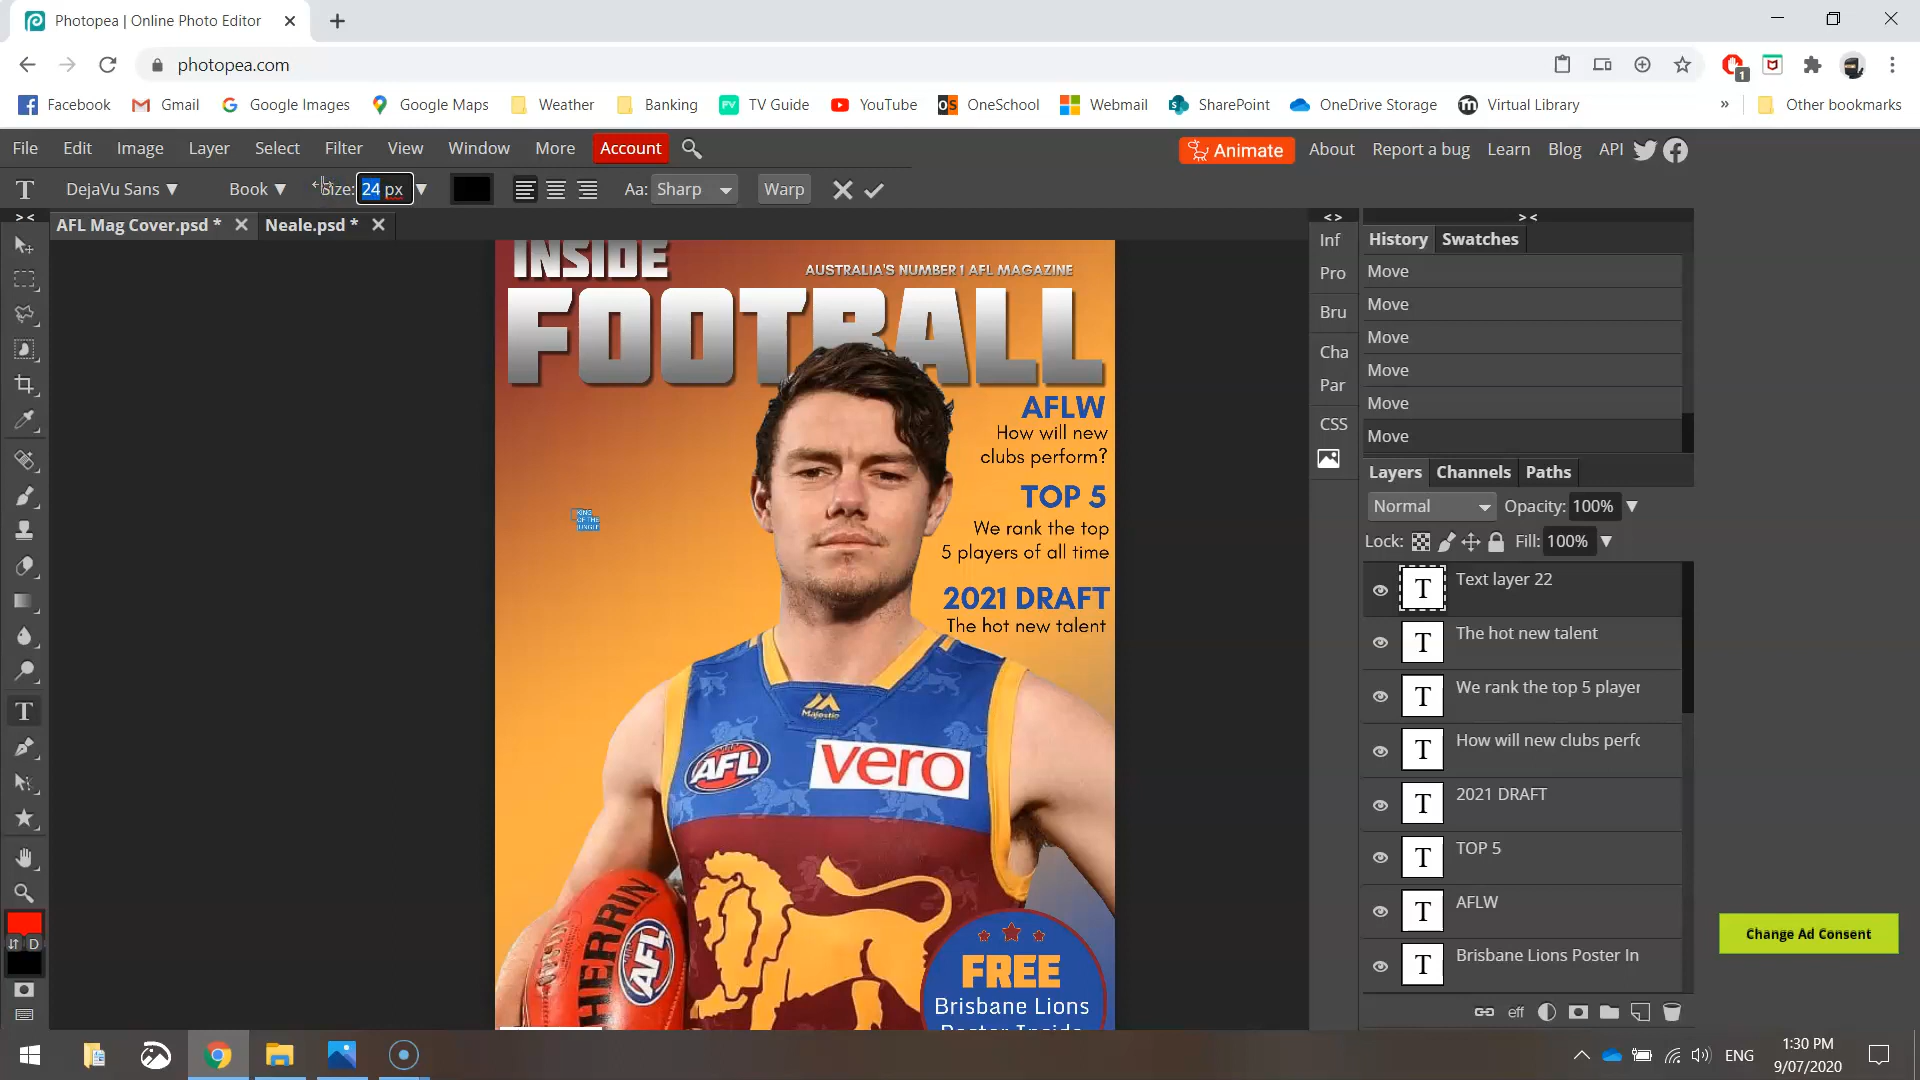 Photopea | Online Photo Editor
photopea.com
1
Facebook
Gmail
Google Images
Google Maps
Weather
Banking
TV Guide
YouTube
OneSchool
Webmail
SharePoint
OneDrive Storage
Virtual Library
Other bookmarks
File Edit Image Layer Select Filter View Window More Account
Animate
About Report a bug Learn Blog API
DejaVu Sans
Book
Size: 24 px
Aa: Sharp
Warp
AFL Mag Cover.psd *
Neale.psd *
INSIDE
AUSTRALIA'S NUMBER 1 AFL MAGAZINE
FOOTBALL
AFLW
How will new
clubs perform?
TOP 5
We rank the top
5 players of all time
2021 DRAFT
The hot new talent
KING
OF THE
JUNGLE
Majestic
AFL
vero
HERRIN
AFL
FREE
Brisbane Lions
Poster Inside
Inf
Pro
Bru
Cha
Par
CSS
History Swatches
Move
Move
Move
Move
Move
Move
Layers Channels Paths
Normal
Opacity: 100%
Lock:
Fill: 100%
Text layer 22
The hot new talent
We rank the top 5 player
How will new clubs perfo
2021 DRAFT
TOP 5
AFLW
Brisbane Lions Poster In
eff
D
Change Ad Consent
ENG
1:30 PM
9/07/2020